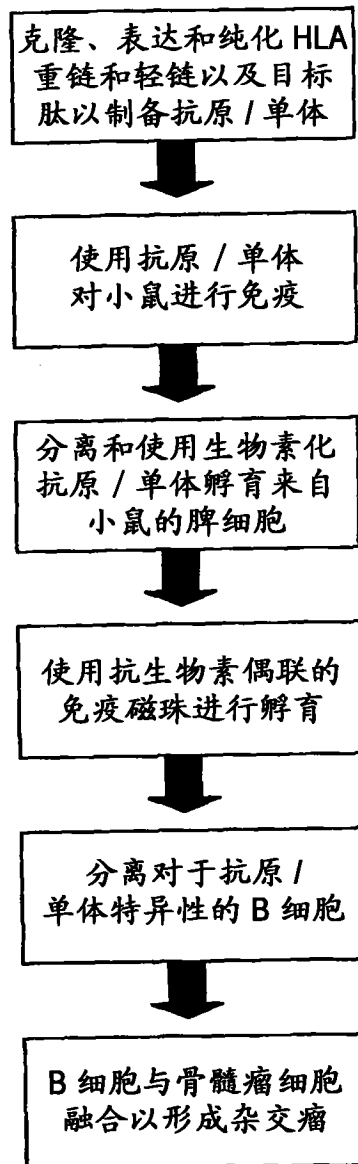 克隆、表达和纯化 HLA
重链和轻链以及目标
肽以制备抗原 / 单体
使用抗原 / 单体
对小鼠进行免疫
分离和使用生物素化
抗原 / 单体孵育来自
小鼠的脾细胞
使用抗生物素偶联的
免疫磁珠进行孵育
分离对于抗原 /
单体特异性的 B 细胞
B 细胞与骨髓瘤细胞
融合以形成杂交瘤